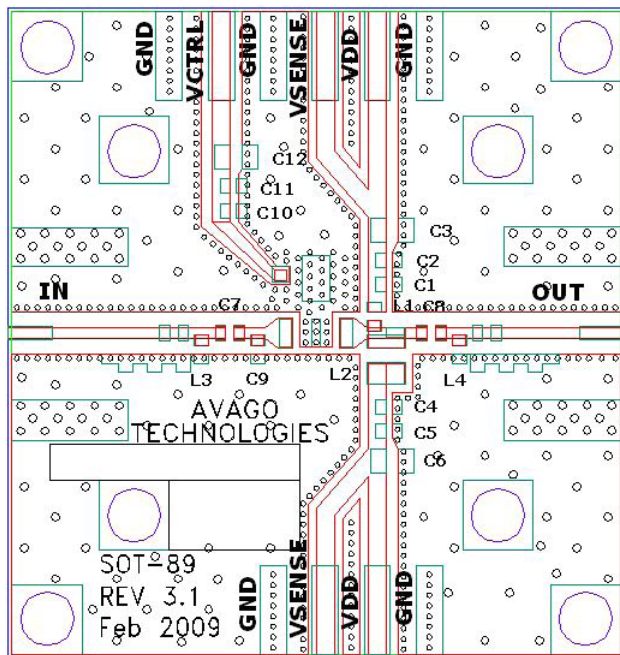 GND
VCTRL
GND
VSENSE
VDD
GND
C12
C11
C10
C3
C2
C1
IN
C7
L1 C8
OUT
L3
C9
L2
L4
AVAGO
TECHNOLOGIES
C4
C5
C6
SOT-89
REV 3.1
Feb 2009
GND
VSENSE
VDD
GND